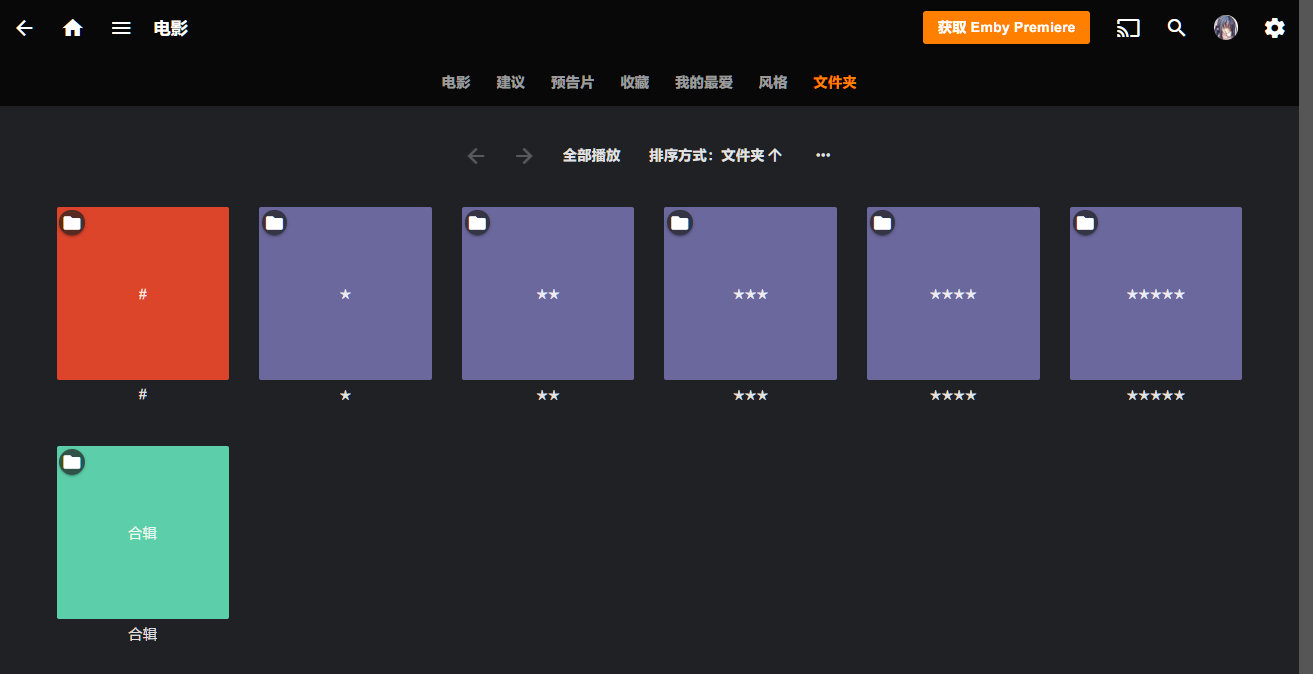 电影
获取 Emby Premiere
电影 建议 预告片 收藏 我的最爱 风格 文件夹
全部播放 排序方式：文件夹 个
# ★ ★★ ★★★ ★★★★ ★★★★★
# ★ ★★ ★★★ ★★★★ ★★★★★
合辑
合辑